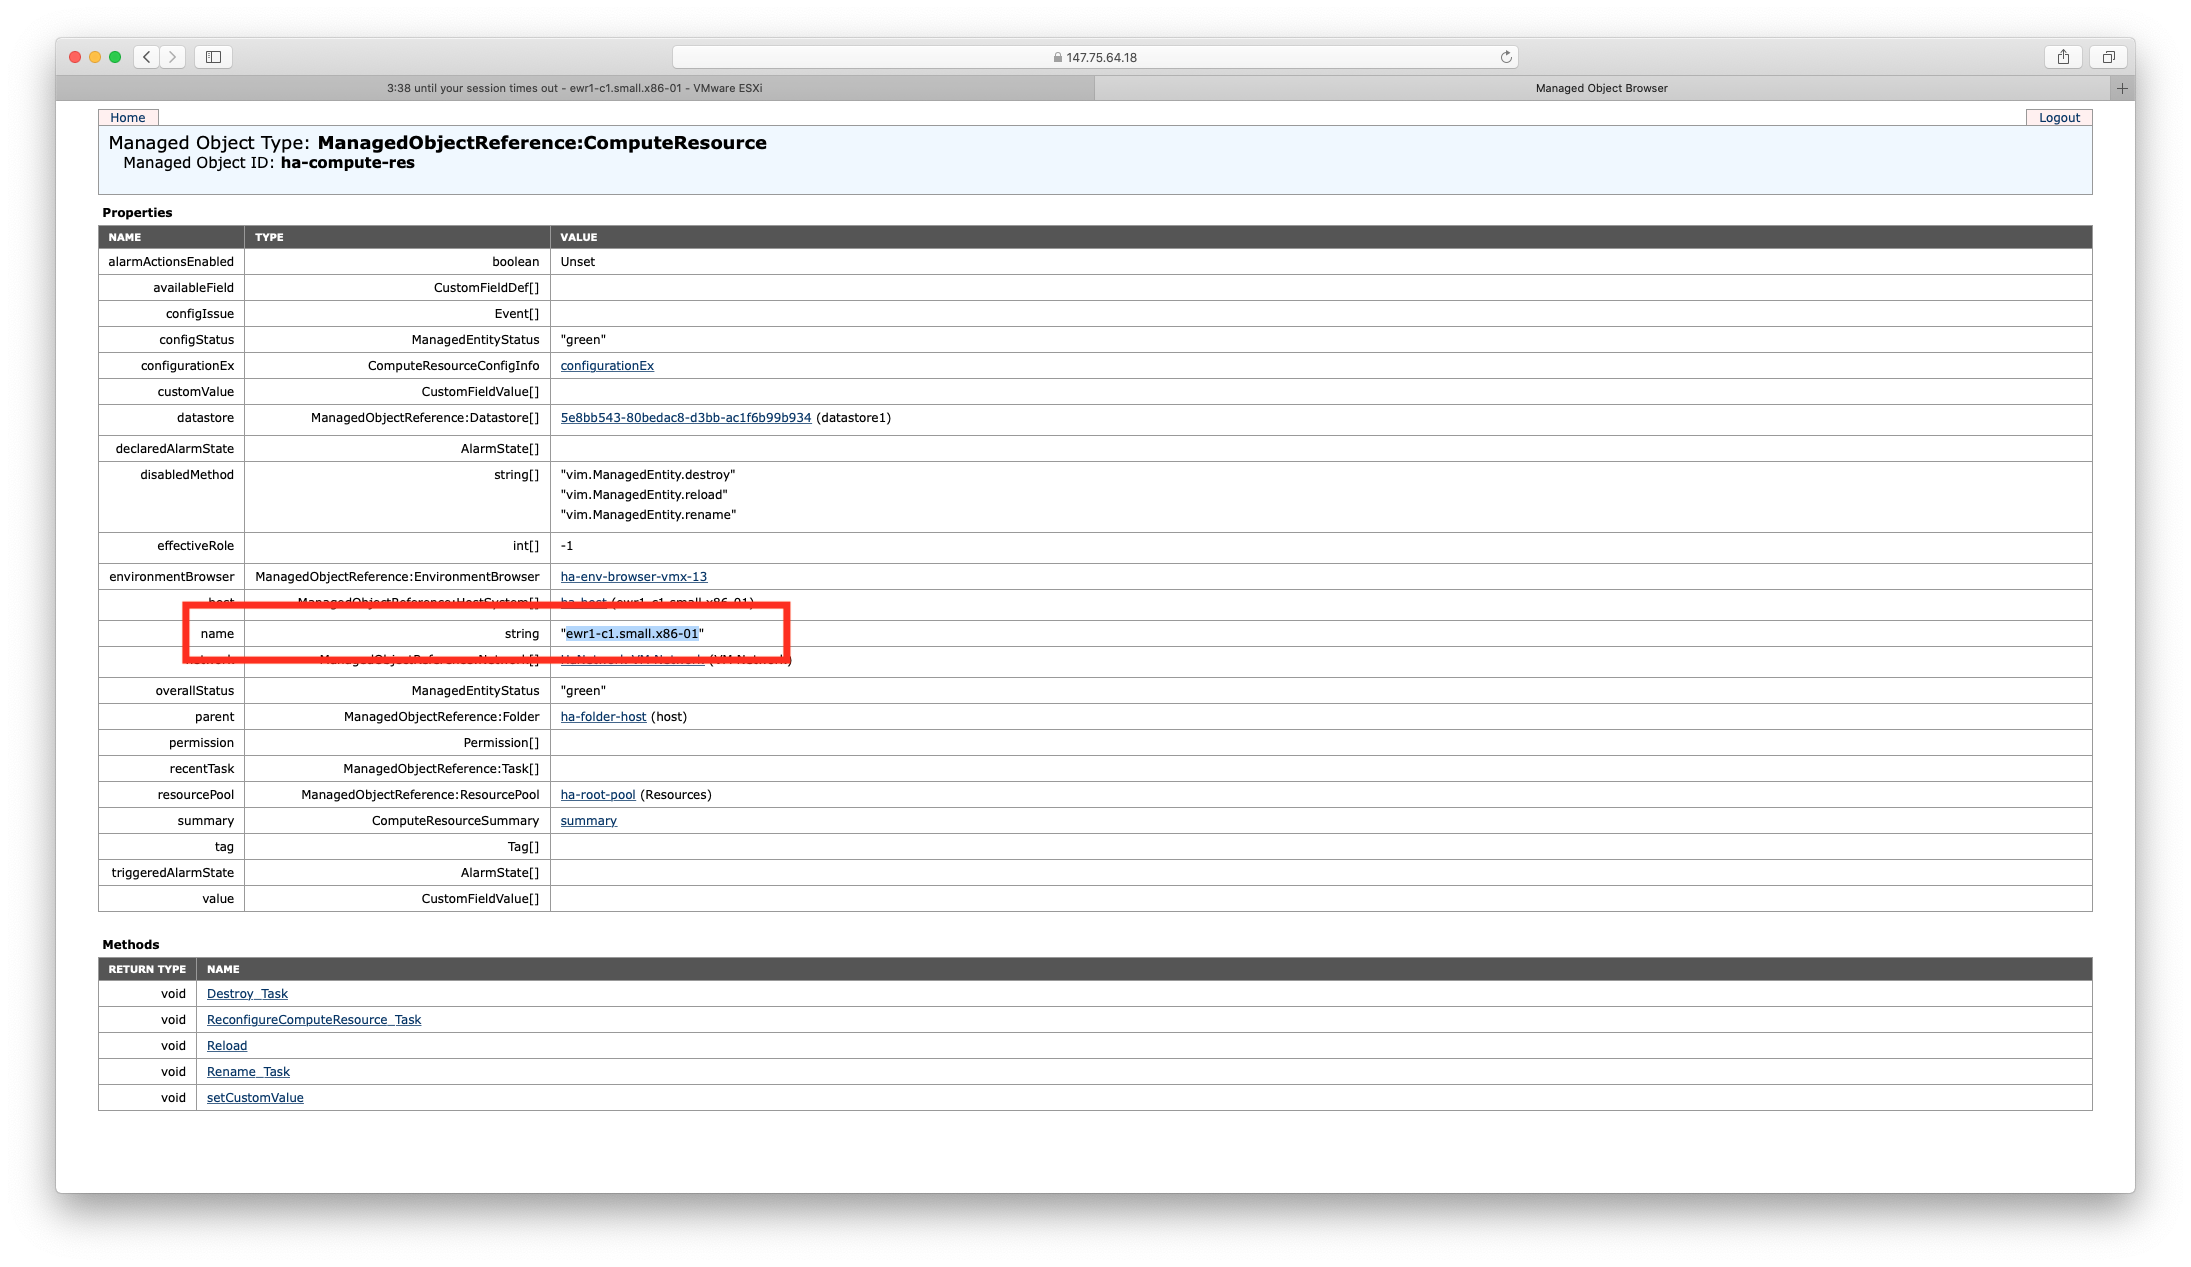 147.75.64.18
3:38 until your session times out - ewr1-c1.small.x86-01 - VMware ESXi Managed Object Browser
Home Logout
Managed Object Type: ManagedObjectReference:ComputeResource
Managed Object ID: ha-compute-res
Properties
NAME TYPE VALUE
alarmActionsEnabled boolean Unset
availableField CustomFieldDef[]
configIssue Event[]
configStatus ManagedEntityStatus "green"
configurationEx ComputeResourceConfigInfo configurationEx
customValue CustomFieldValue[]
datastore ManagedObjectReference:Datastore[] 5e8bb543-80bedac8-d3bb-ac1f6b99b934 (datastore1)
declaredAlarmState AlarmState[]
disabledMethod string[] "vim.ManagedEntity.destroy"
"vim.ManagedEntity.reload"
"vim.ManagedEntity.rename"
effectiveRole int[] -1
environmentBrowser ManagedObjectReference:EnvironmentBrowser ha-env-browser-vmx-13
host ManagedObjectReference:HostSystem[] ha-host (ewr1-c1.small.x86-01)
name string "ewr1-c1.small.x86-01"
network ManagedObjectReference:Network[] HaNetwork-VM Network (VM Network)
overallStatus ManagedEntityStatus "green"
parent ManagedObjectReference:Folder ha-folder-host (host)
permission Permission[]
recentTask ManagedObjectReference:Task[]
resourcePool ManagedObjectReference:ResourcePool ha-root-pool (Resources)
summary ComputeResourceSummary summary
tag Tag[]
triggeredAlarmState AlarmState[]
value CustomFieldValue[]
Methods
RETURN TYPE NAME
void Destroy_Task
void ReconfigureComputeResource_Task
void Reload
void Rename_Task
void setCustomValue